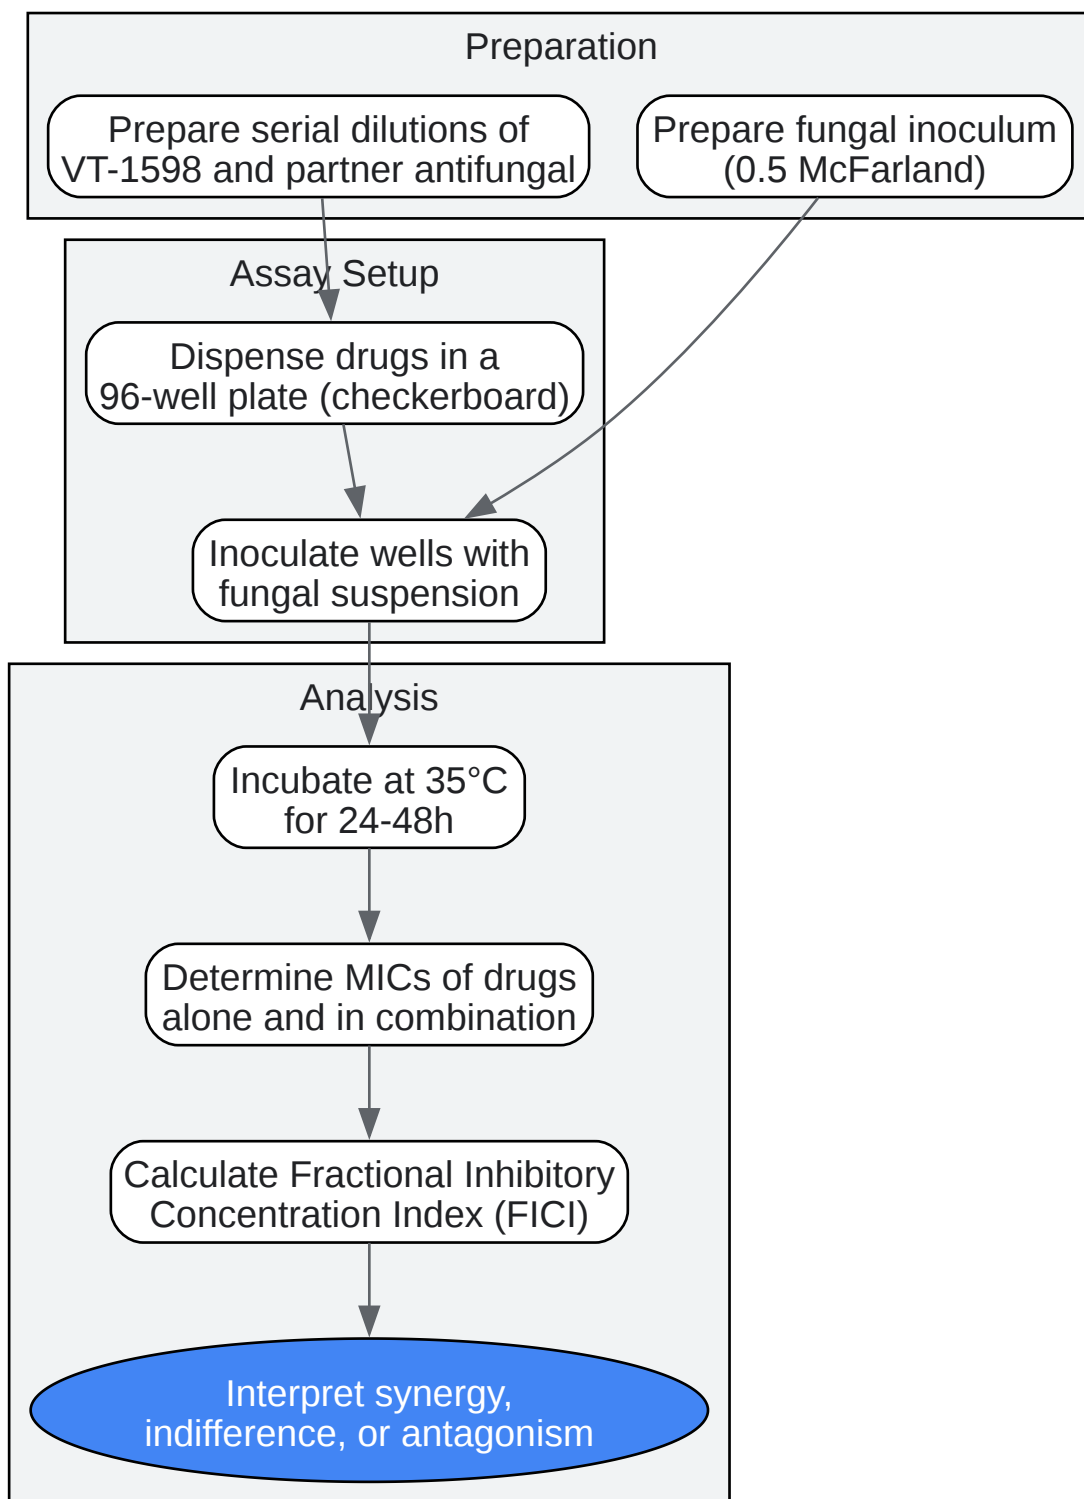 Preparation
Prepare serial dilutions of
VT-1598 and partner antifungal
Prepare fungal inoculum
(0.5 McFarland)
Assay Setup
Dispense drugs in a
96-well plate (checkerboard)
Inoculate wells with
fungal suspension
Analysis
Incubate at 35°C
for 24-48h
Determine MICs of drugs
alone and in combination
Calculate Fractional Inhibitory
Concentration Index (FICI)
Interpret synergy,
indifference, or antagonism